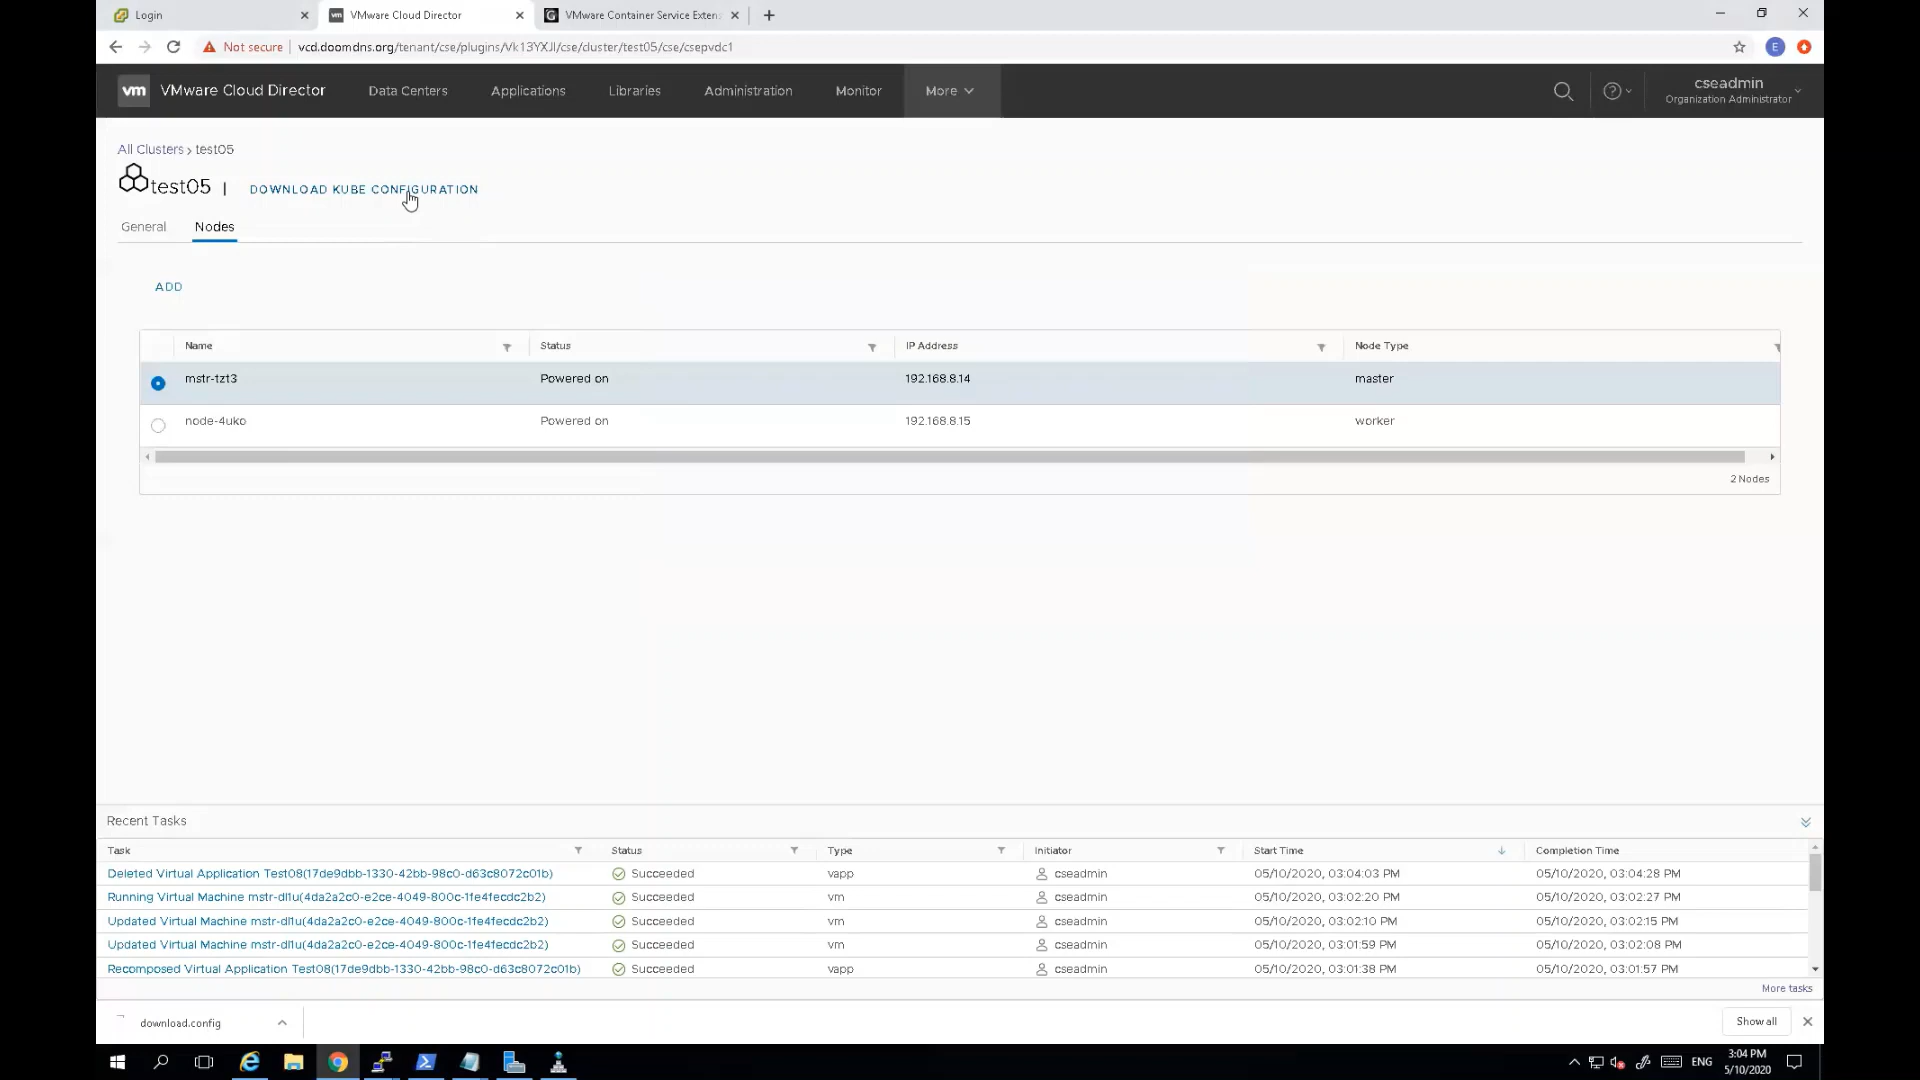 Login
VMware Cloud Director
VMware Container Service Extens
Not secure
vcd.doomdns.org/tenant/cse/plugins/Vk13YXJl/cse/cluster/test05/cse/csepvdc1
E
vm VMware Cloud Director
Data Centers
Applications
Libraries
Administration
Monitor
More
cseadmin
Organization Administrator
All Clusters > test05
test05 | DOWNLOAD KUBE CONFIGURATION
General
Nodes
ADD
Name Status IP Address Node Type
mstr-tzt3 Powered on 192.168.8.14 master
node-4uko Powered on 192.168.8.15 worker
2 Nodes
Recent Tasks
Task Status Type Initiator Start Time Completion Time
Deleted Virtual Application Test08(17de9dbb-1330-42bb-98c0-d63c8072c01b) Succeeded vapp cseadmin 05/10/2020, 03:04:03 PM 05/10/2020, 03:04:28 PM
Running Virtual Machine mstr-dl1u(4da2a2c0-e2ce-4049-800c-1fe4fecdc2b2) Succeeded vm cseadmin 05/10/2020, 03:02:20 PM 05/10/2020, 03:02:27 PM
Updated Virtual Machine mstr-dl1u(4da2a2c0-e2ce-4049-800c-1fe4fecdc2b2) Succeeded vm cseadmin 05/10/2020, 03:02:10 PM 05/10/2020, 03:02:15 PM
Updated Virtual Machine mstr-dl1u(4da2a2c0-e2ce-4049-800c-1fe4fecdc2b2) Succeeded vm cseadmin 05/10/2020, 03:01:59 PM 05/10/2020, 03:02:08 PM
Recomposed Virtual Application Test08(17de9dbb-1330-42bb-98c0-d63c8072c01b) Succeeded vapp cseadmin 05/10/2020, 03:01:38 PM 05/10/2020, 03:01:57 PM
More tasks
download.config
Show all
ENG
3:04 PM
5/10/2020